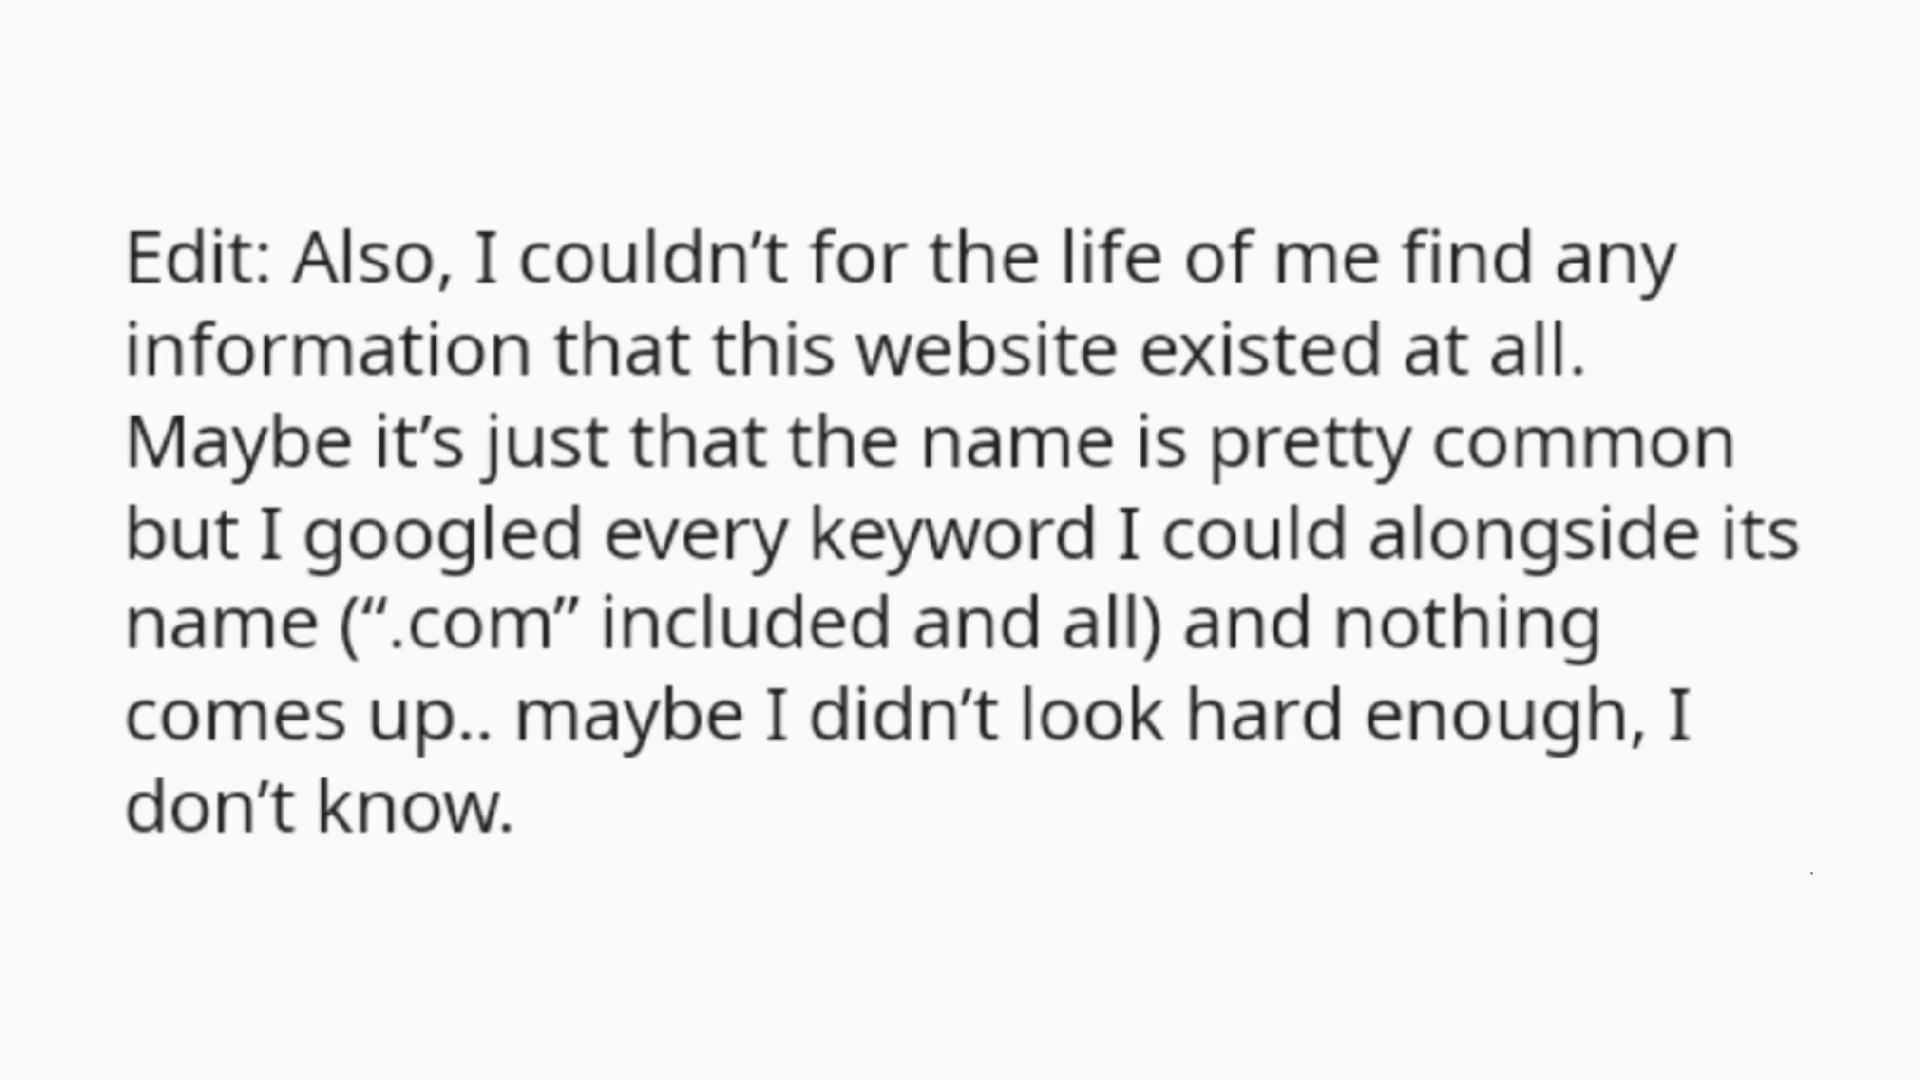 Edit: Also, I couldn’t for the life of me find any
information that this website existed at all.
Maybe it’s just that the name is pretty common
but I googled every keyword I could alongside its
name (“.com” included and all) and nothing
comes up.. maybe I didn’t look hard enough, I
don’t know.